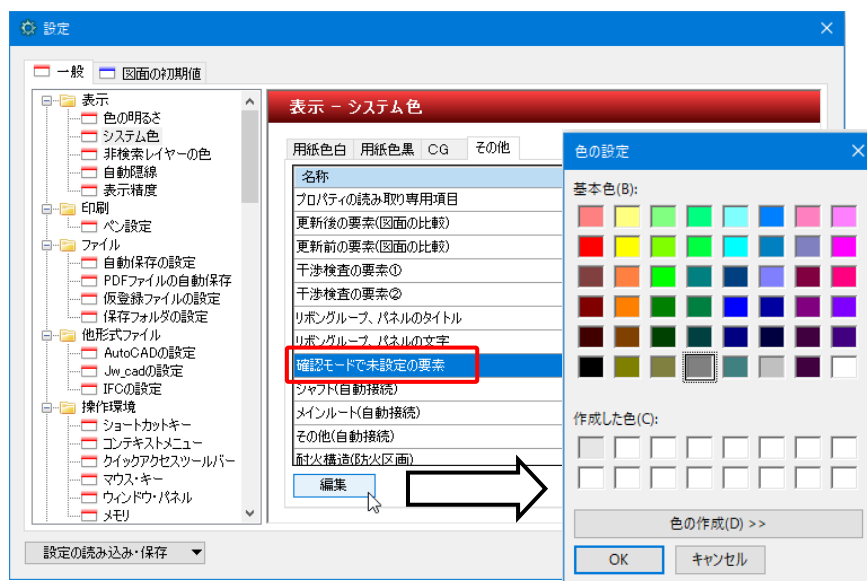 設定
一般
図面の初期値
表示
色の明るさ
システム色
非検索レイヤーの色
自動隠線
表示精度
印刷
ペン設定
ファイル
自動保存の設定
PDFファイルの自動保存
仮登録ファイルの設定
保存フォルダの設定
他形式ファイル
AutoCADの設定
Jw_cadの設定
IFCの設定
操作環境
ショートカットキー
コンテキストメニュー
クイックアクセスツールバー
マウス・キー
ウィンドウ・パネル
メモリ
設定の読み込み・保存
表示 - システム色
用紙色白 用紙色黒 CG その他
名称
プロパティの読み取り専用項目
更新後の要素(図面の比較)
更新前の要素(図面の比較)
干渉検査の要素①
干渉検査の要素②
リボングループ、パネルのタイトル
リボングループ、パネルの文字
確認モードで未設定の要素
シャフト(自動接続)
メインルート(自動接続)
その他(自動接続)
耐火構造(防火区画)
編集
色の設定
基本色(B):
作成した色(C):
色の作成(D) >>
OK
キャンセル